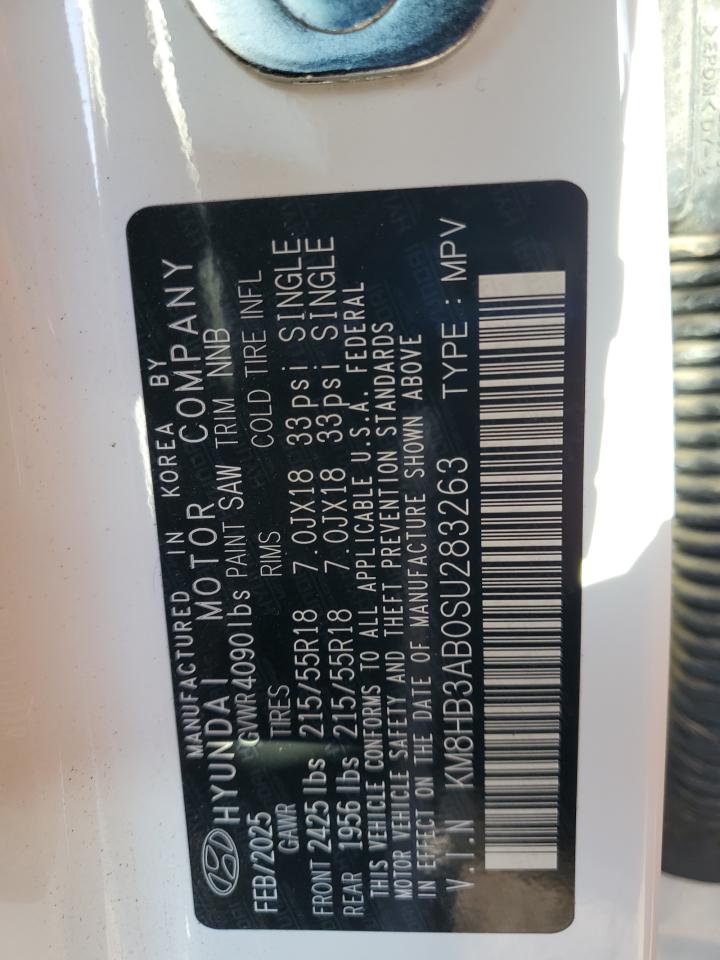 MANUFACTURED IN KOREA BY
HYUNDAI MOTOR COMPANY
FEB/2025 GVWR 4090lbs PAINT SAW TRIM NNB
GAWR TIRES RIMS COLD TIRE INFL
FRONT 2425 lbs 215/55R18 7.0JX18 33psi SINGLE
REAR 1956 lbs 215/55R18 7.0JX18 33psi SINGLE
THIS VEHICLE CONFORMS TO ALL APPLICABLE U.S.A. FEDERAL
MOTOR VEHICLE SAFETY AND THEFT PREVENTION STANDARDS
IN EFFECT ON THE DATE OF MANUFACTURE SHOWN ABOVE
V.I.N KM8HB3AB0SU283263 TYPE : MPV